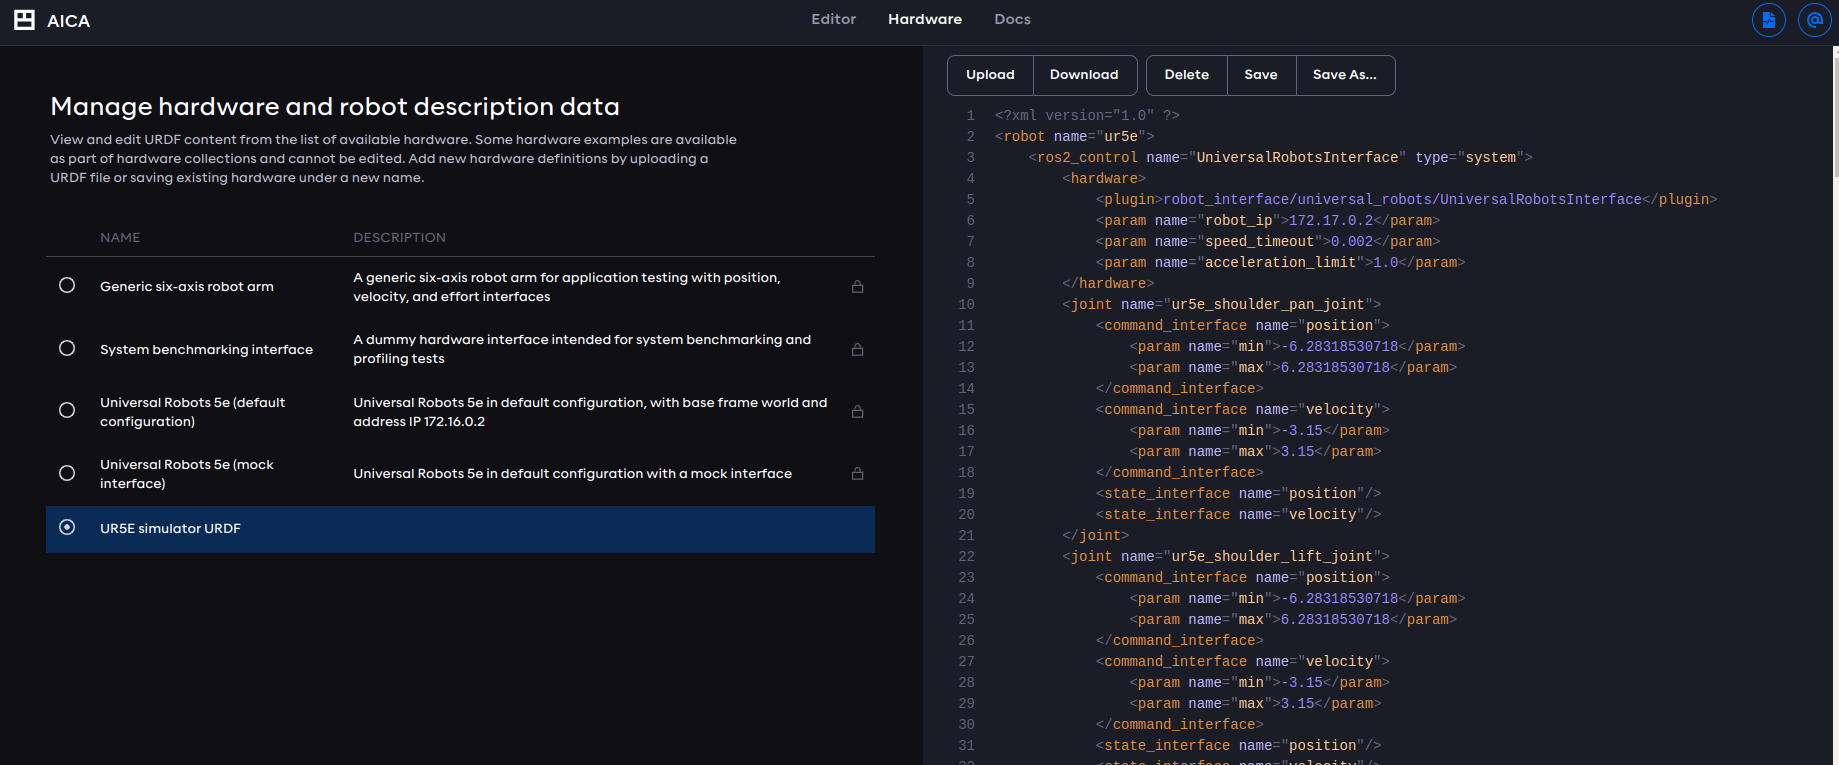 AICA
Editor
Hardware
Docs
Manage hardware and robot description data
View and edit URDF content from the list of available hardware. Some hardware examples are available
as part of hardware collections and cannot be edited. Add new hardware definitions by uploading a
URDF file or saving existing hardware under a new name.
NAME
DESCRIPTION
Generic six-axis robot arm
A generic six-axis robot arm for application testing with position,
velocity, and effort interfaces
System benchmarking interface
A dummy hardware interface intended for system benchmarking and
profiling tests
Universal Robots 5e (default
configuration)
Universal Robots 5e in default configuration, with base frame world and
address IP 172.16.0.2
Universal Robots 5e (mock
interface)
Universal Robots 5e in default configuration with a mock interface
UR5E simulator URDF
Upload
Download
Delete
Save
Save As...
1 <?xml version="1.0" ?>
2 <robot name="ur5e">
3 <ros2_control name="UniversalRobotsInterface" type="system">
4 <hardware>
5 <plugin>robot_interface/universal_robots/UniversalRobotsInterface</plugin>
6 <param name="robot_ip">172.17.0.2</param>
7 <param name="speed_timeout">0.002</param>
8 <param name="acceleration_limit">1.0</param>
9 </hardware>
10 <joint name="ur5e_shoulder_pan_joint">
11 <command_interface name="position">
12 <param name="min">-6.28318530718</param>
13 <param name="max">6.28318530718</param>
14 </command_interface>
15 <command_interface name="velocity">
16 <param name="min">-3.15</param>
17 <param name="max">3.15</param>
18 </command_interface>
19 <state_interface name="position"/>
20 <state_interface name="velocity"/>
21 </joint>
22 <joint name="ur5e_shoulder_lift_joint">
23 <command_interface name="position">
24 <param name="min">-6.28318530718</param>
25 <param name="max">6.28318530718</param>
26 </command_interface>
27 <command_interface name="velocity">
28 <param name="min">-3.15</param>
29 <param name="max">3.15</param>
30 </command_interface>
31 <state_interface name="position"/>
32 <state_interface name="velocity"/>